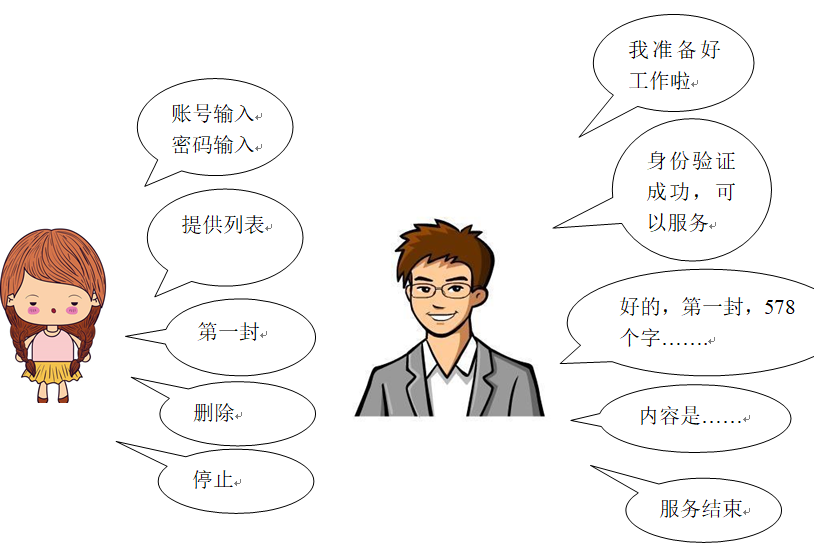 账号输入
密码输入
提供列表
第一封
删除
停止
我准备好
工作啦
身份验证
成功，可
以服务
好的，第一封，578
个字…….
内容是……
服务结束